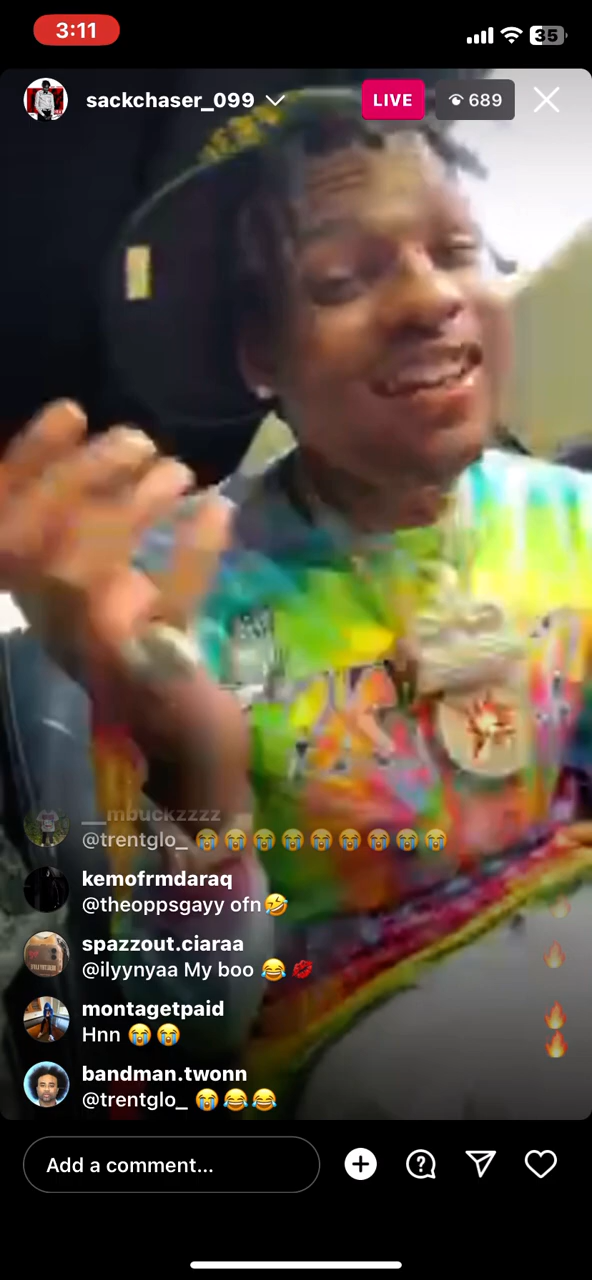 3:11
35
sackchaser_099
LIVE
689
__mbuckzzzz
@trentglo_ 😭😭😭😭😭😭😭😭😭
kemofrmdaraq
@theoppsgayy ofn🤣
spazzout.ciaraa
@ilyynyaa My boo 😂💋
montagetpaid
Hnn 😭😭
bandman.twonn
@trentglo_ 😭😂😂
Add a comment...